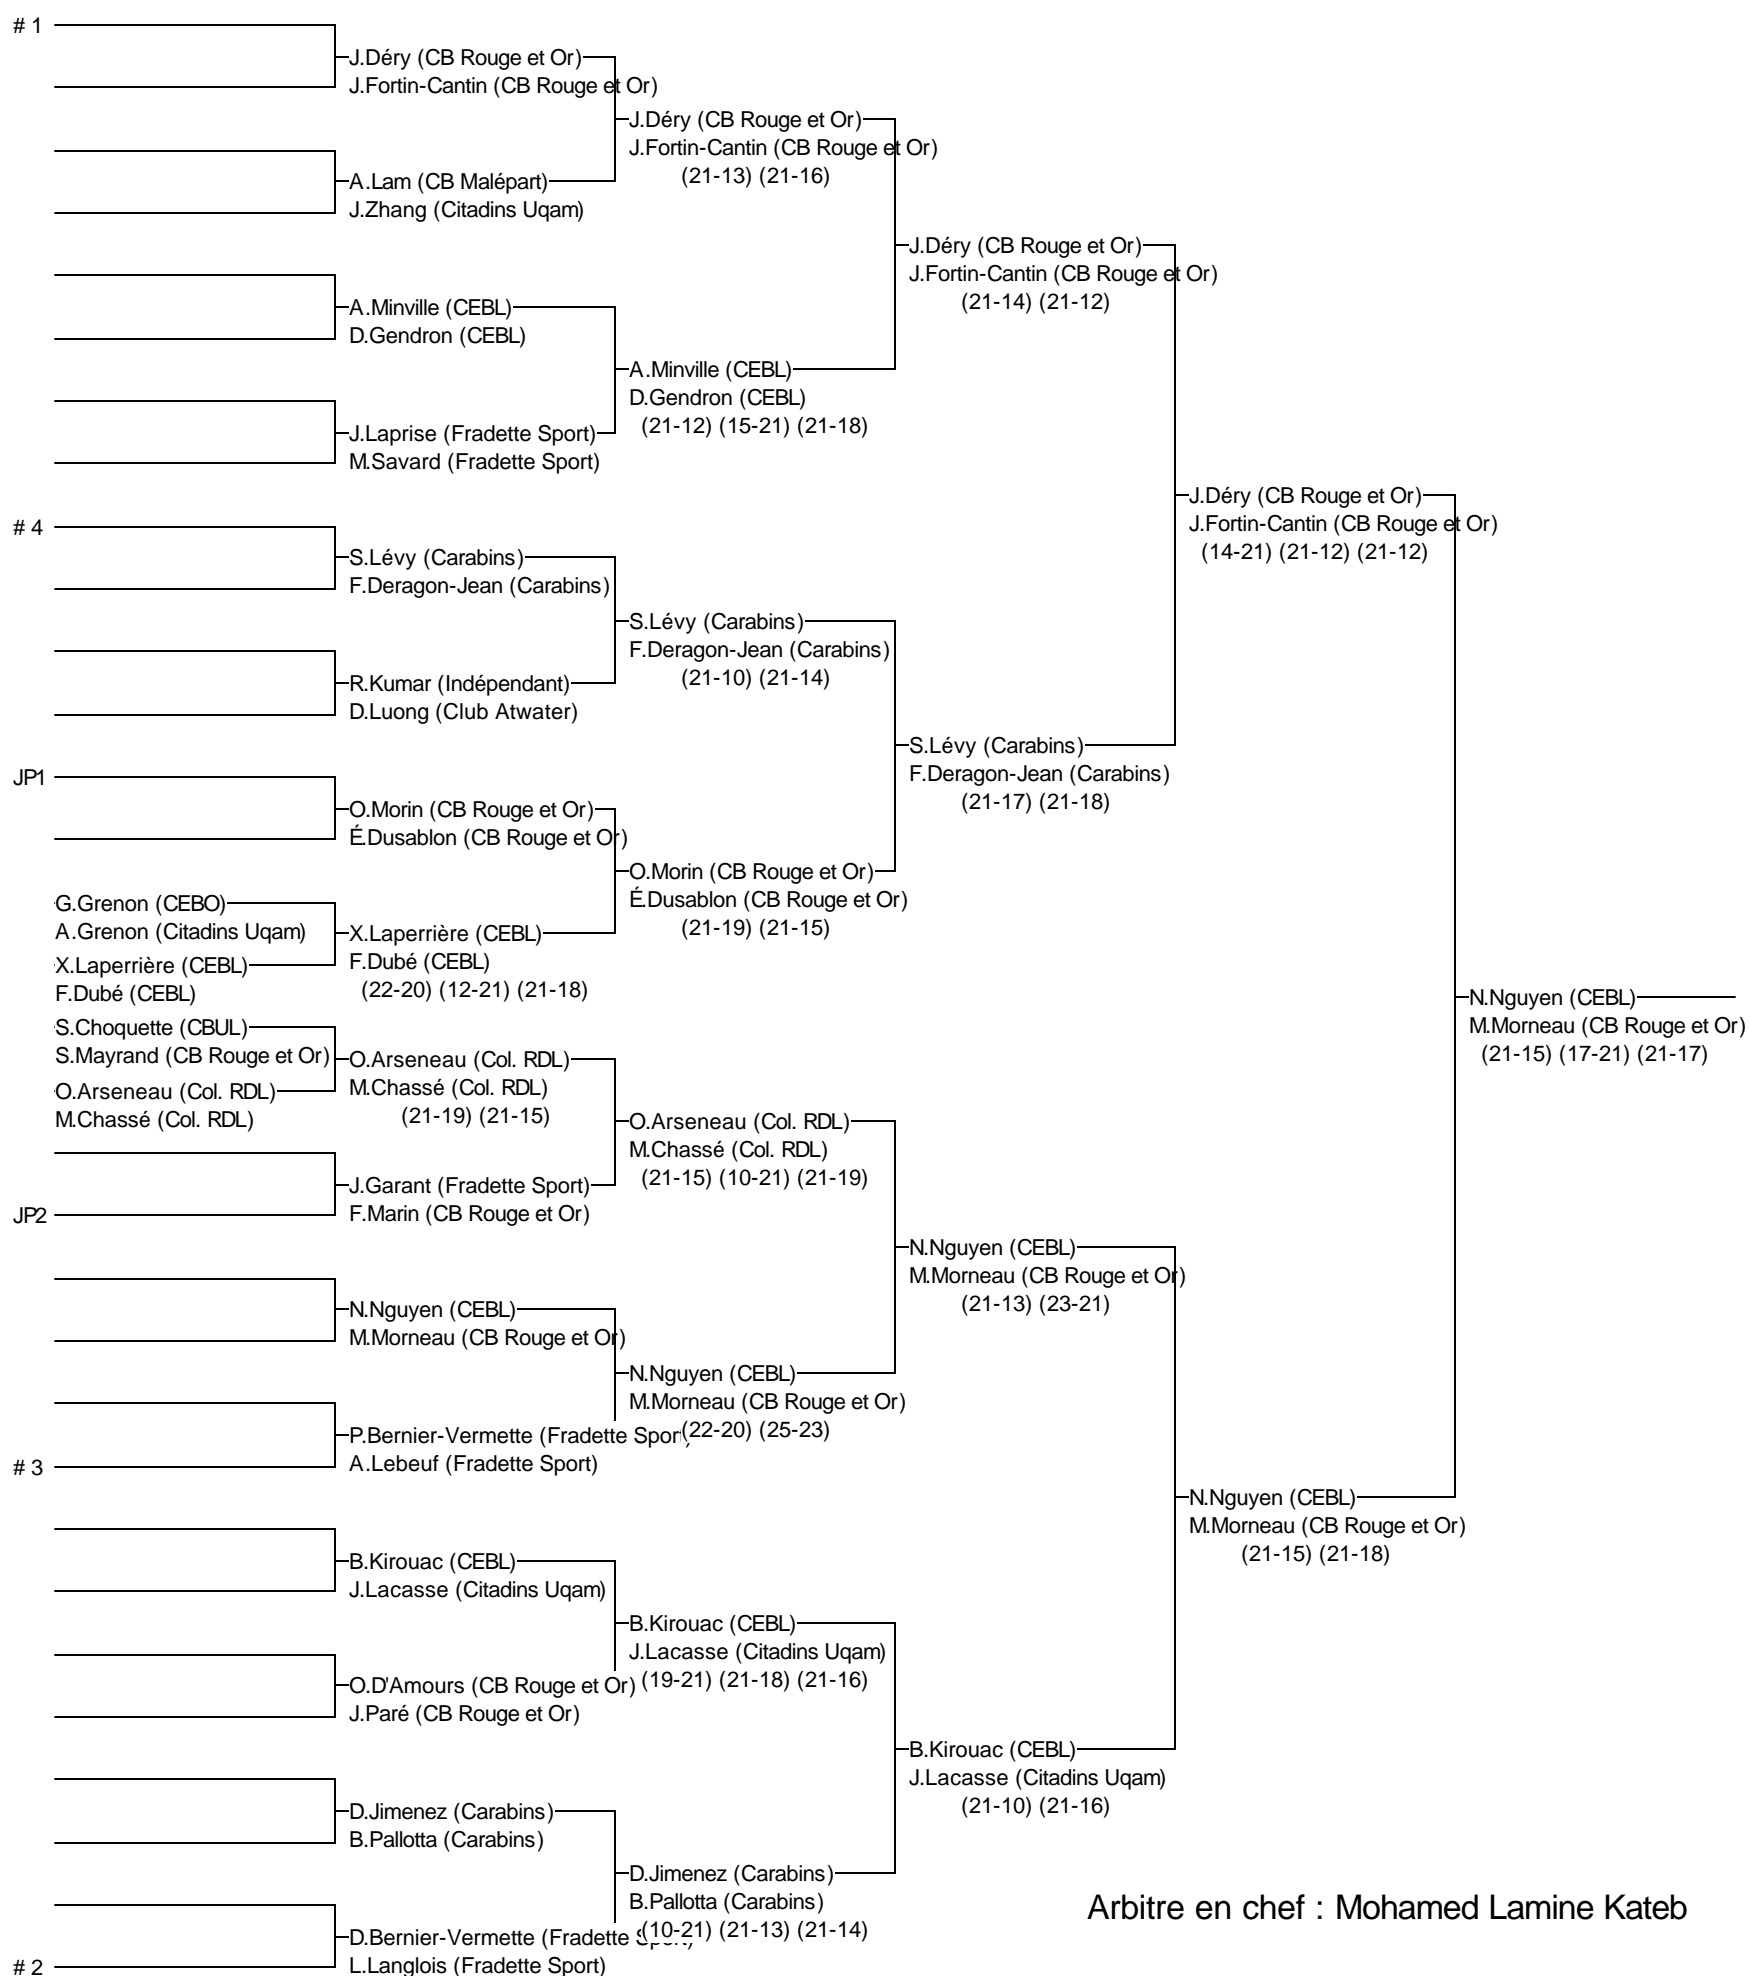 # 1
J.Déry (CB Rouge et Or)
J.Fortin-Cantin (CB Rouge et Or)
J.Déry (CB Rouge et Or)
J.Fortin-Cantin (CB Rouge et Or)
(21-13) (21-16)
A.Lam (CB Malépart)
J.Zhang (Citadins Uqam)
J.Déry (CB Rouge et Or)
J.Fortin-Cantin (CB Rouge et Or)
(21-14) (21-12)
A.Minville (CEBL)
D.Gendron (CEBL)
A.Minville (CEBL)
D.Gendron (CEBL)
(21-12) (15-21) (21-18)
J.Laprise (Fradette Sport)
M.Savard (Fradette Sport)
J.Déry (CB Rouge et Or)
J.Fortin-Cantin (CB Rouge et Or)
(14-21) (21-12) (21-12)
# 4
S.Lévy (Carabins)
F.Deragon-Jean (Carabins)
S.Lévy (Carabins)
F.Deragon-Jean (Carabins)
(21-10) (21-14)
R.Kumar (Indépendant)
D.Luong (Club Atwater)
S.Lévy (Carabins)
F.Deragon-Jean (Carabins)
(21-17) (21-18)
JP1
O.Morin (CB Rouge et Or)
É.Dusablon (CB Rouge et Or)
O.Morin (CB Rouge et Or)
É.Dusablon (CB Rouge et Or)
(21-19) (21-15)
G.Grenon (CEBO)
A.Grenon (Citadins Uqam)
X.Laperrière (CEBL)
F.Dubé (CEBL)
(22-20) (12-21) (21-18)
X.Laperrière (CEBL)
F.Dubé (CEBL)
N.Nguyen (CEBL)
M.Morneau (CB Rouge et Or)
(21-15) (17-21) (21-17)
S.Choquette (CBUL)
S.Mayrand (CB Rouge et Or)
O.Arseneau (Col. RDL)
M.Chassé (Col. RDL)
(21-19) (21-15)
O.Arseneau (Col. RDL)
M.Chassé (Col. RDL)
O.Arseneau (Col. RDL)
M.Chassé (Col. RDL)
(21-15) (10-21) (21-19)
J.Garant (Fradette Sport)
F.Marin (CB Rouge et Or)
JP2
N.Nguyen (CEBL)
M.Morneau (CB Rouge et Or)
(21-13) (23-21)
N.Nguyen (CEBL)
M.Morneau (CB Rouge et Or)
N.Nguyen (CEBL)
M.Morneau (CB Rouge et Or)
(22-20) (25-23)
P.Bernier-Vermette (Fradette Sport)
A.Lebeuf (Fradette Sport)
# 3
N.Nguyen (CEBL)
M.Morneau (CB Rouge et Or)
(21-15) (21-18)
B.Kirouac (CEBL)
J.Lacasse (Citadins Uqam)
B.Kirouac (CEBL)
J.Lacasse (Citadins Uqam)
(19-21) (21-18) (21-16)
O.D'Amours (CB Rouge et Or)
J.Paré (CB Rouge et Or)
B.Kirouac (CEBL)
J.Lacasse (Citadins Uqam)
(21-10) (21-16)
D.Jimenez (Carabins)
B.Pallotta (Carabins)
D.Jimenez (Carabins)
B.Pallotta (Carabins)
(10-21) (21-13) (21-14)
Arbitre en chef : Mohamed Lamine Kateb
D.Bernier-Vermette (Fradette
L.Langlois (Fradette Sport)
# 2